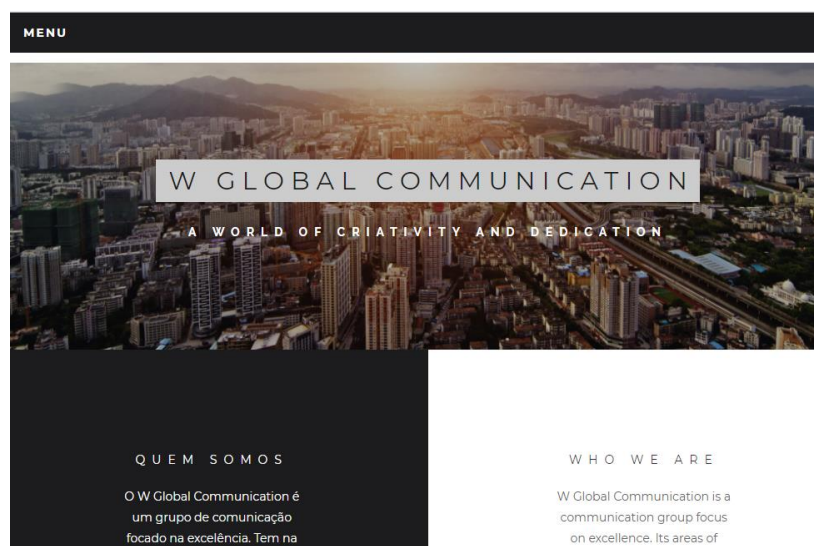 MENU
W GLOBAL COMMUNICATION
A WORLD OF CRIATIVITY AND DEDICATION
QUEM SOMOS
O W Global Communication é
um grupo de comunicação
focado na excelência. Tem na
WHO WE ARE
W Global Communication is a
communication group focus
on excellence. Its areas of